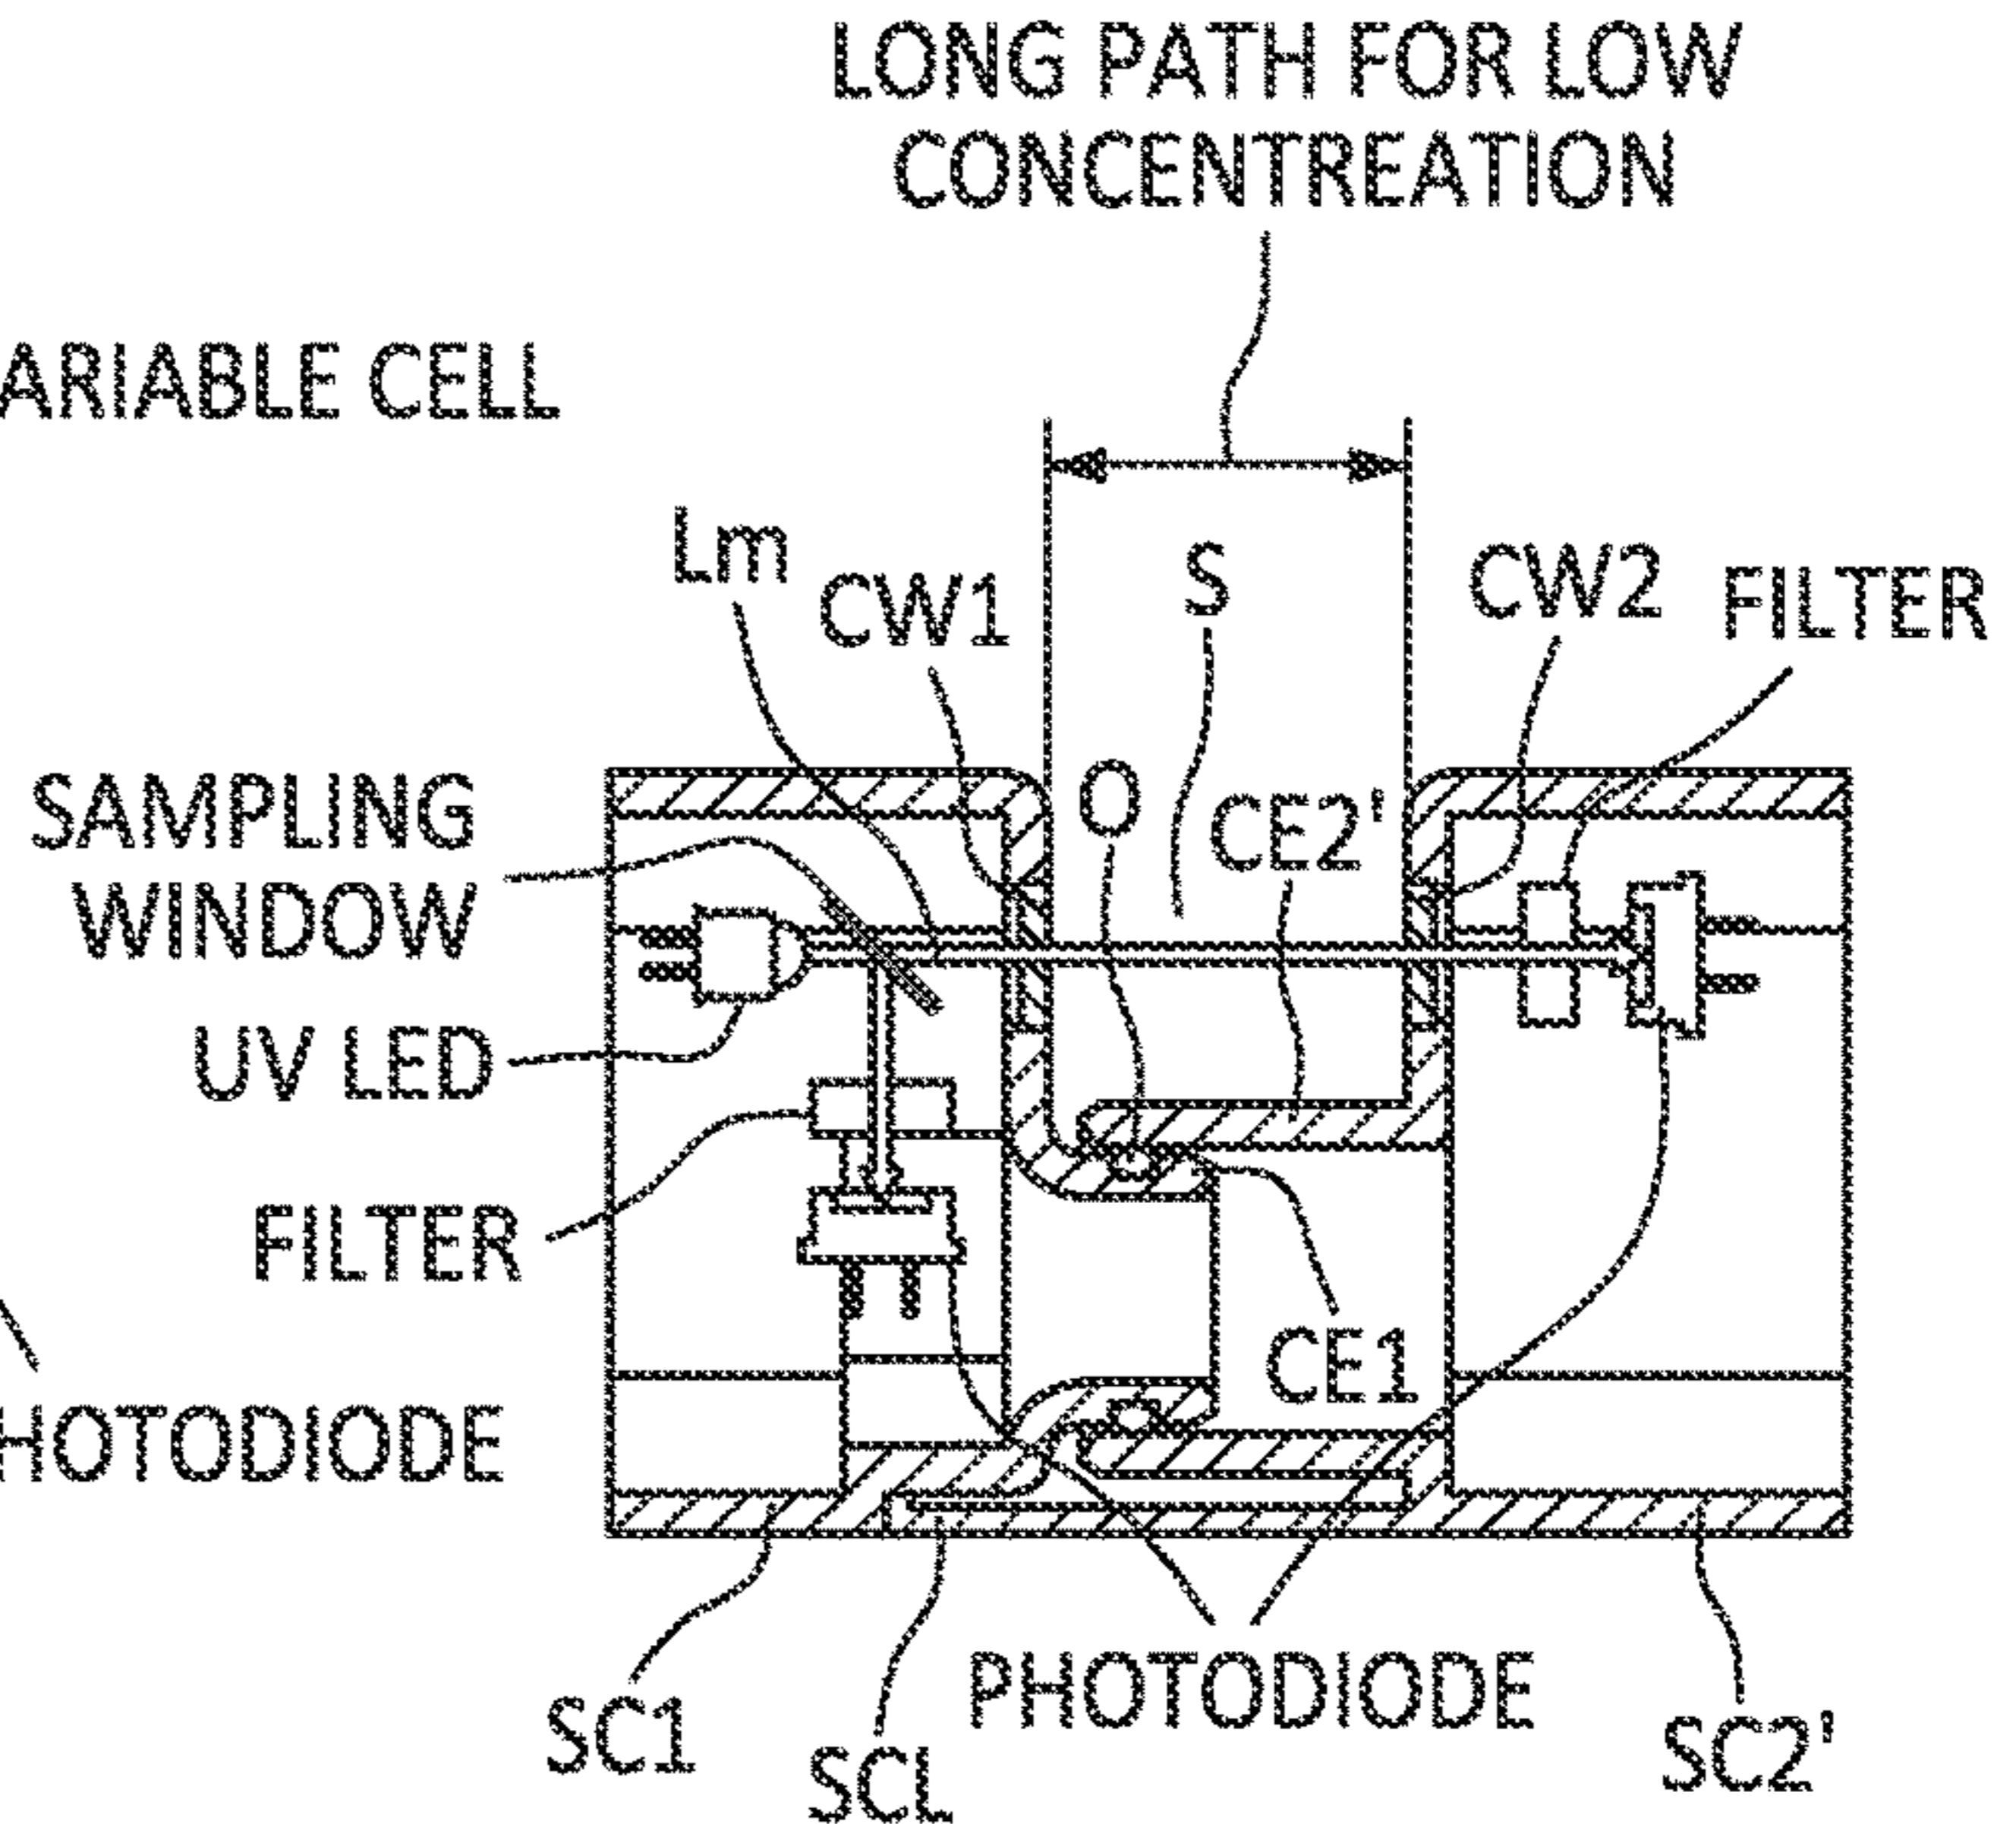 LONG PATH FOR LOW
CONCENTREATION
ARIABLE CELL
Lm
CW1
S
CW2
FILTER
O
CE2'
SAMPLING
WINDOW
UV LED
FILTER
CE1
HOTODIODE
PHOTODIODE
SC1
SCL
SC2'